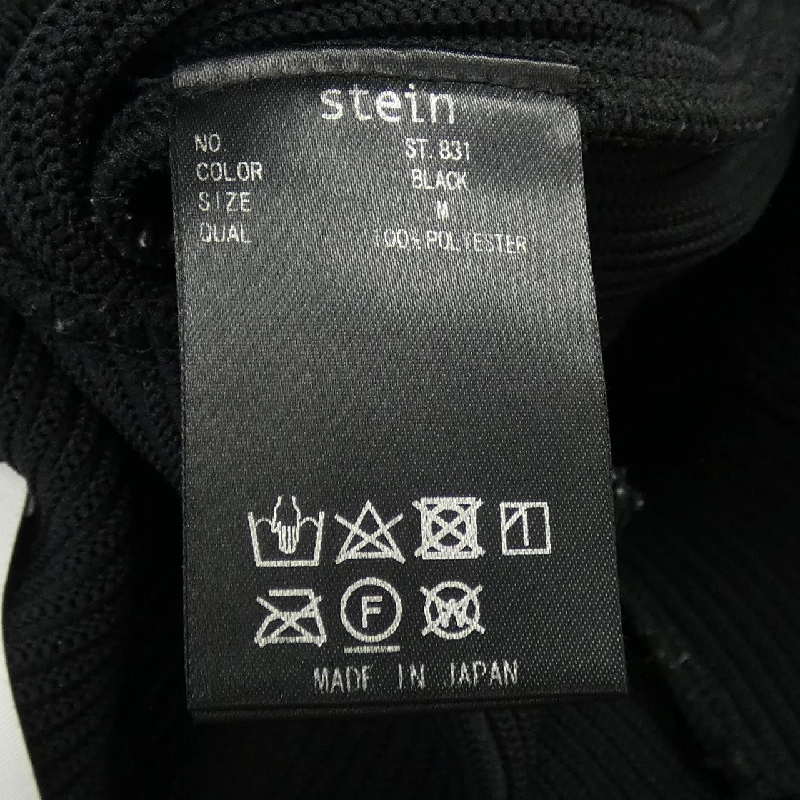 stein
NO. ST.831
COLOR BLACK
SIZE M
QUAL 100%POLYESTER
F
W
MADE IN JAPAN